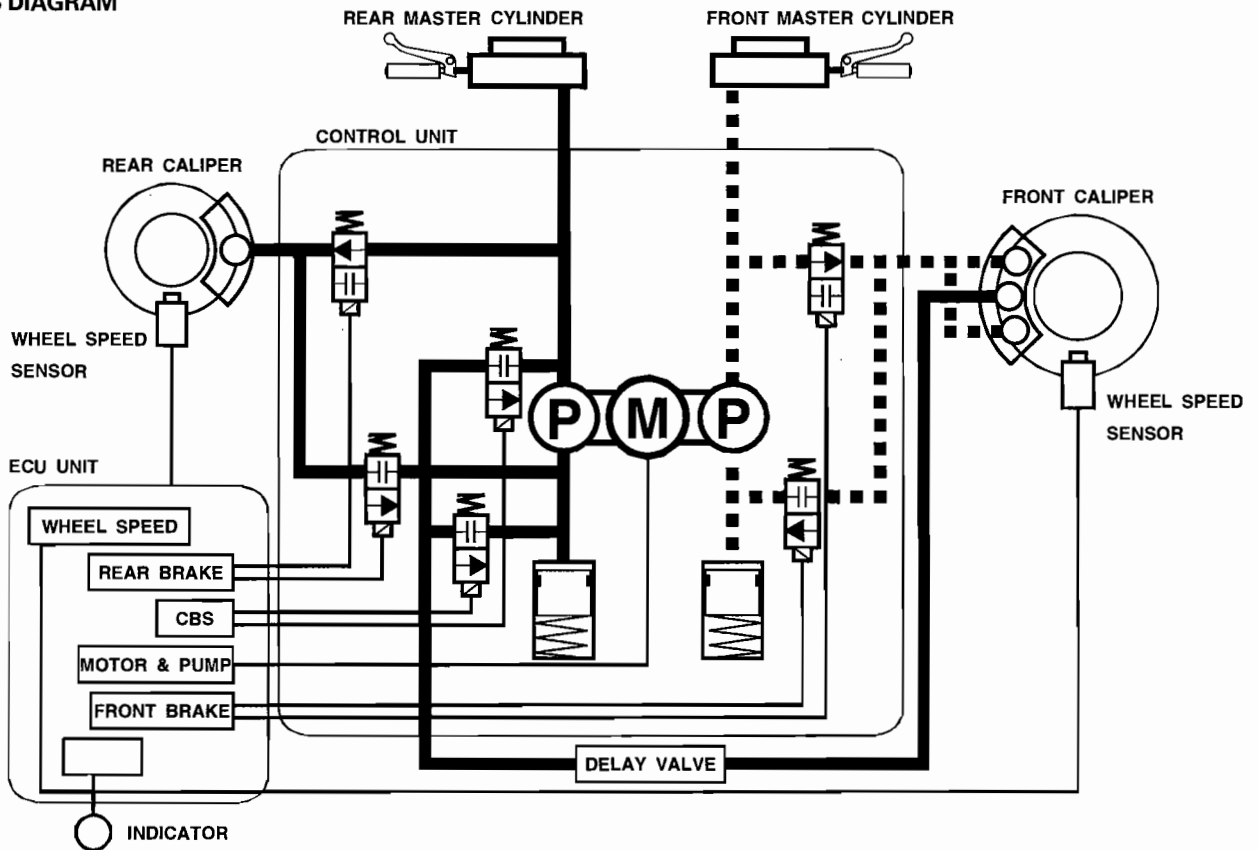 DIAGRAM
REAR MASTER CYLINDER
FRONT MASTER CYLINDER
CONTROL UNIT
REAR CALIPER
FRONT CALIPER
WHEEL SPEED
SENSOR
P
M
P
WHEEL SPEED
SENSOR
ECU UNIT
WHEEL SPEED
REAR BRAKE
CBS
MOTOR & PUMP
FRONT BRAKE
DELAY VALVE
INDICATOR